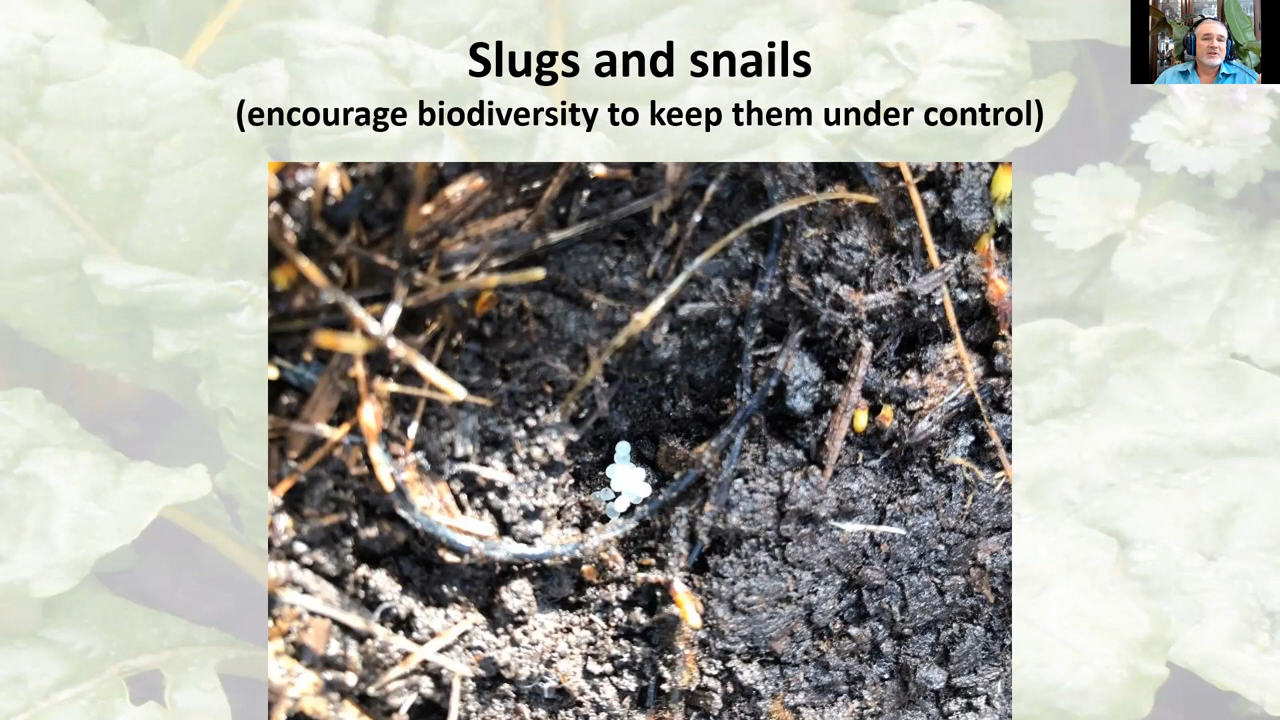 Slugs and snails
(encourage biodiversity to keep them under control)